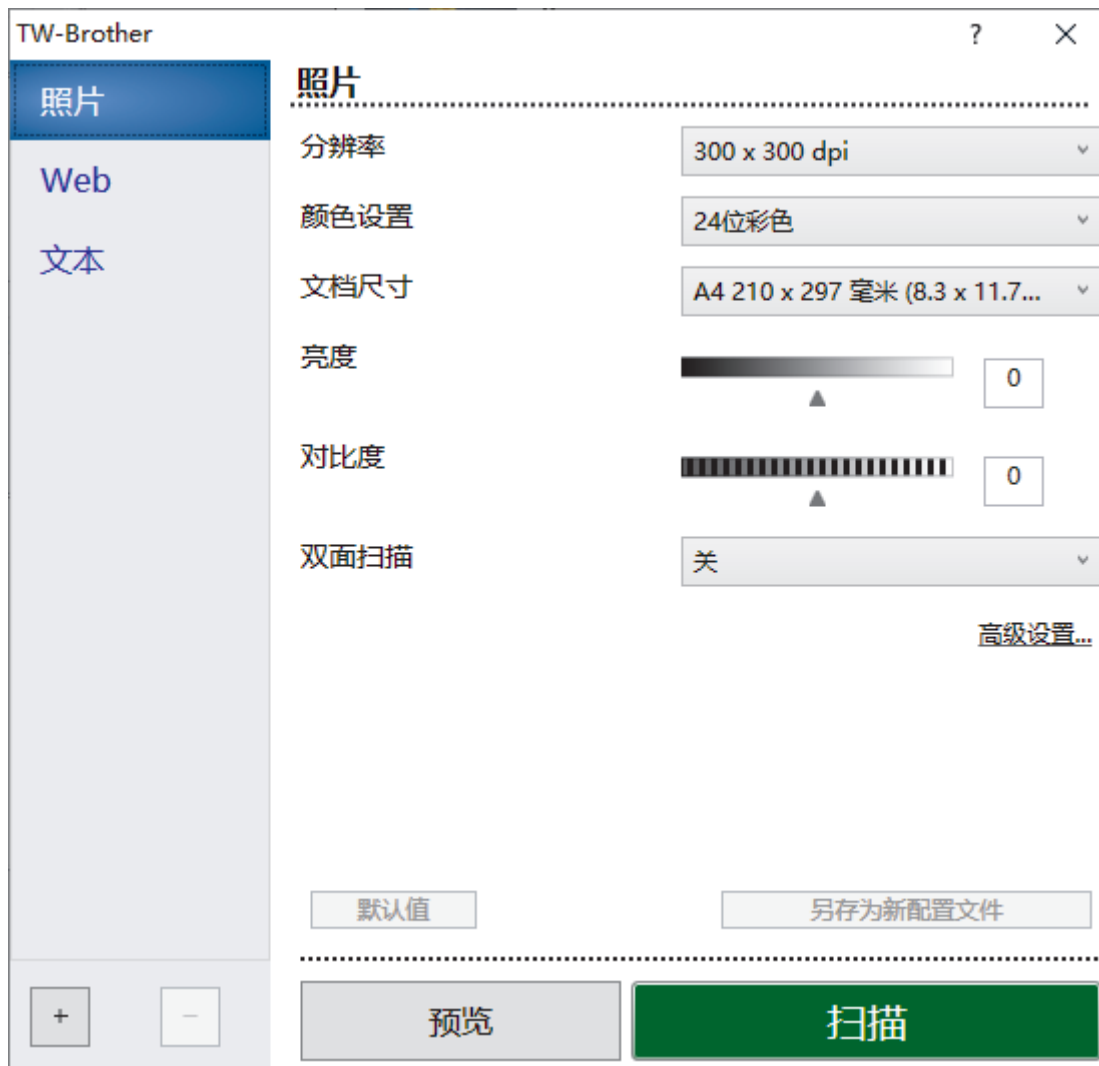 TW-Brother ? ×
照片
Web
文本
+ −
照片
分辨率 300 x 300 dpi
颜色设置 24位彩色
文档尺寸 A4 210 x 297 毫米 (8.3 x 11.7...
亮度 0
对比度 0
双面扫描 关
高级设置...
默认值 另存为新配置文件
预览 扫描